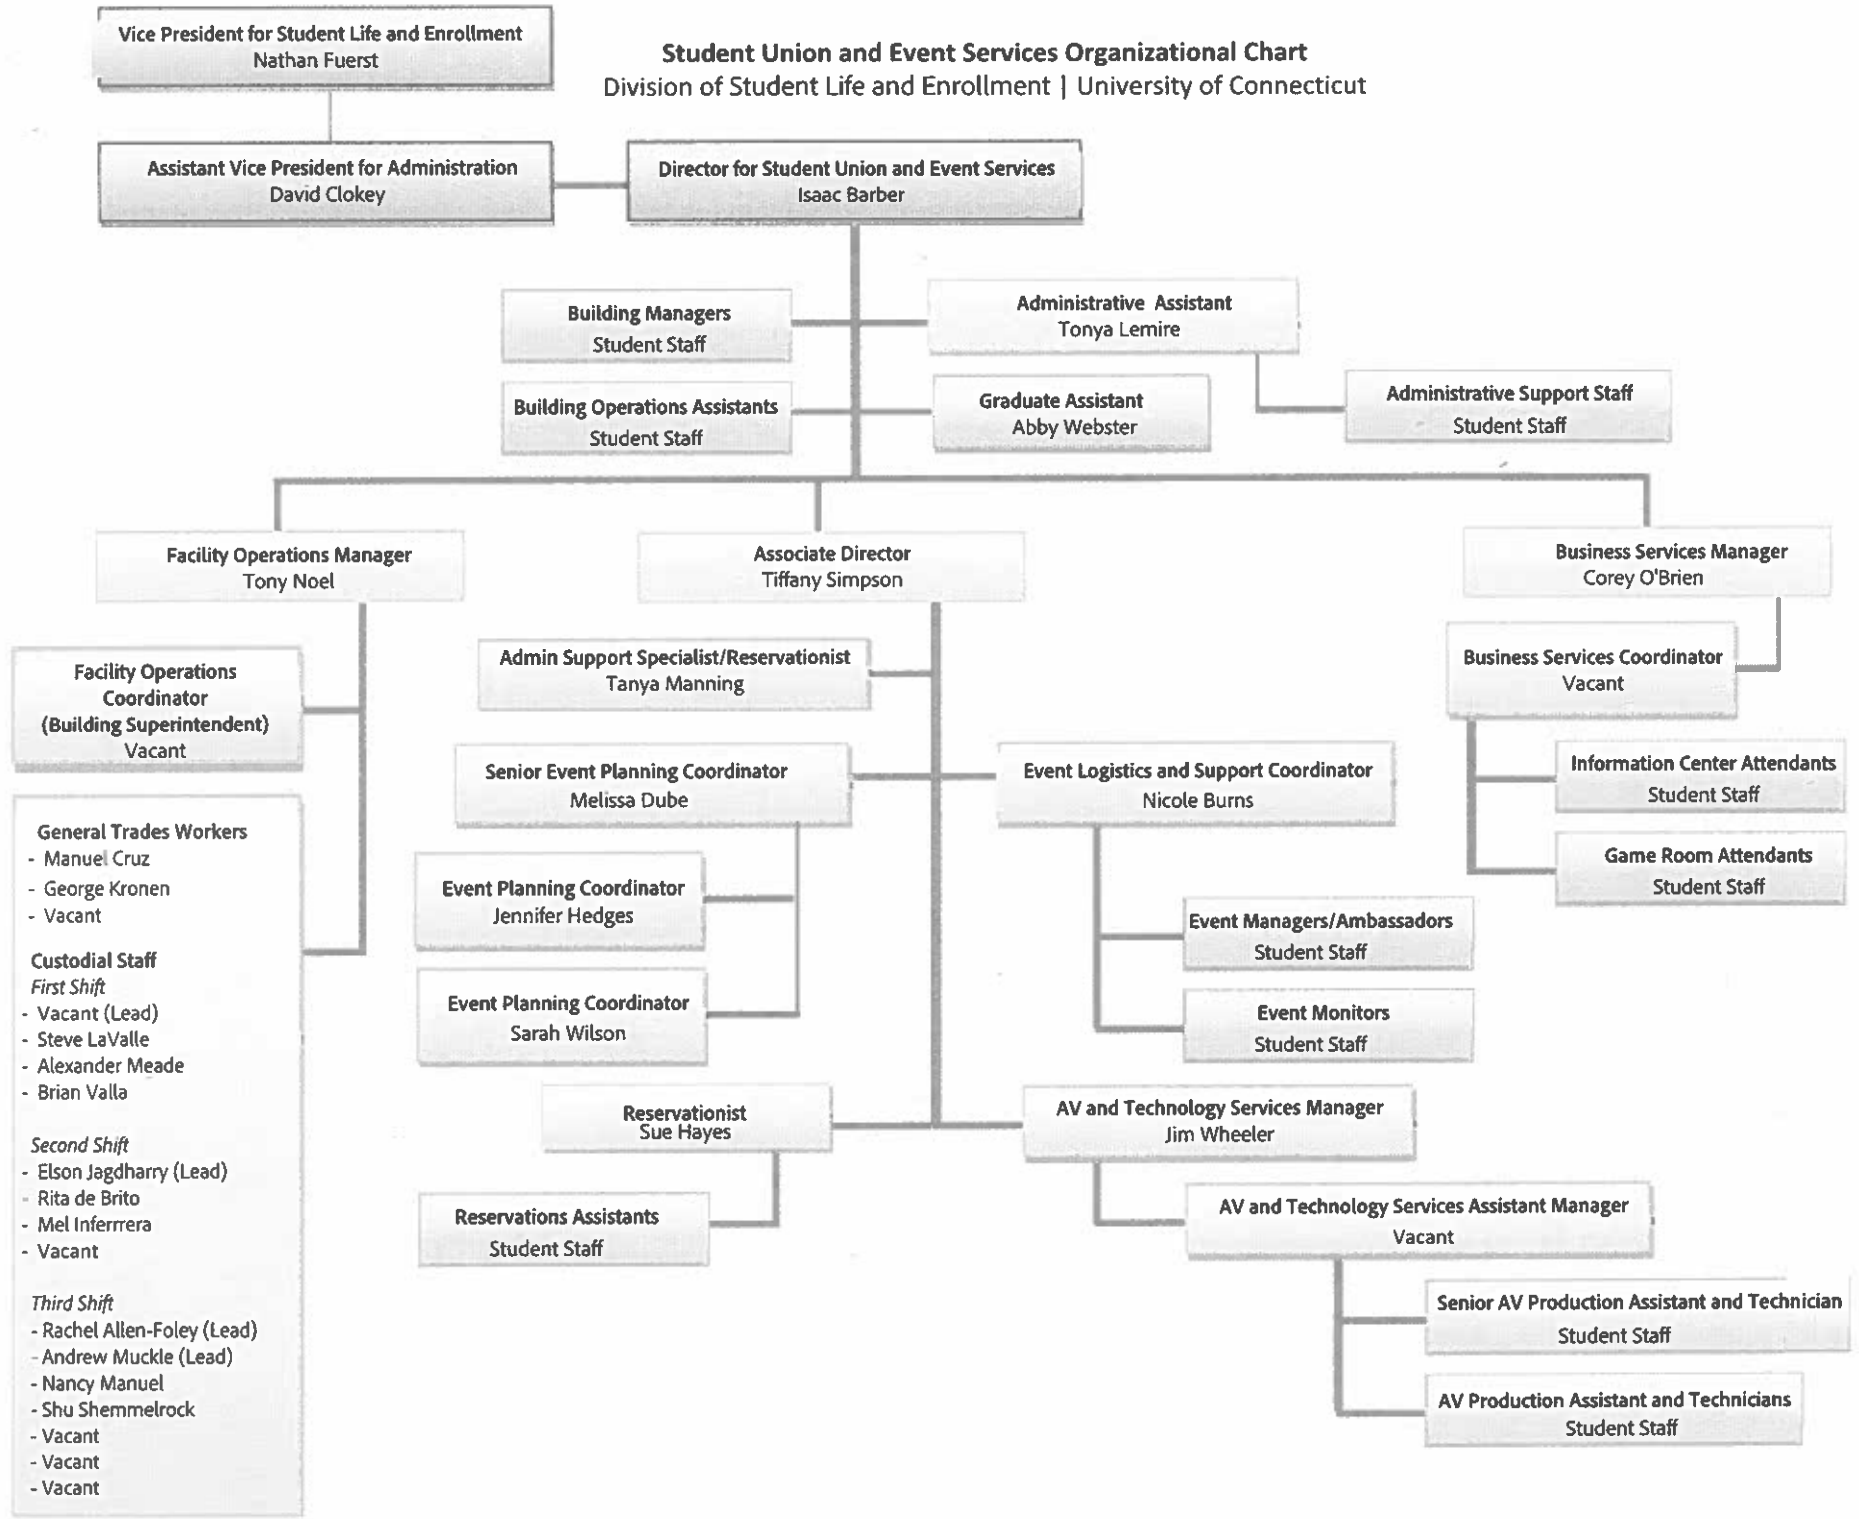 Vice President for Student Life and Enrollment
Nathan Fuerst
Student Union and Event Services Organizational Chart
Division of Student Life and Enrollment | University of Connecticut
Assistant Vice President for Administration
David Clokey
Director for Student Union and Event Services
Isaac Barber
Building Managers
Student Staff
Administrative Assistant
Tonya Lemire
Building Operations Assistants
Student Staff
Graduate Assistant
Abby Webster
Administrative Support Staff
Student Staff
Facility Operations Manager
Tony Noel
Associate Director
Tiffany Simpson
Business Services Manager
Corey O'Brien
Facility Operations
Coordinator
(Building Superintendent)
Vacant
General Trades Workers
- Manuel Cruz
- George Kronen
- Vacant
Custodial Staff
First Shift
- Vacant (Lead)
- Steve LaValle
- Alexander Meade
- Brian Valla
Second Shift
- Elson Jagdharry (Lead)
- Rita de Brito
- Mel Inferrrera
- Vacant
Third Shift
- Rachel Allen-Foley (Lead)
- Andrew Muckle (Lead)
- Nancy Manuel
- Shu Shemmelrock
- Vacant
- Vacant
- Vacant
Admin Support Specialist/Reservationist
Tanya Manning
Senior Event Planning Coordinator
Melissa Dube
Event Planning Coordinator
Jennifer Hedges
Event Planning Coordinator
Sarah Wilson
Reservationist
Sue Hayes
Reservations Assistants
Student Staff
Event Logistics and Support Coordinator
Nicole Burns
Event Managers/Ambassadors
Student Staff
Event Monitors
Student Staff
AV and Technology Services Manager
Jim Wheeler
AV and Technology Services Assistant Manager
Vacant
Senior AV Production Assistant and Technician
Student Staff
AV Production Assistant and Technicians
Student Staff
Business Services Coordinator
Vacant
Information Center Attendants
Student Staff
Game Room Attendants
Student Staff